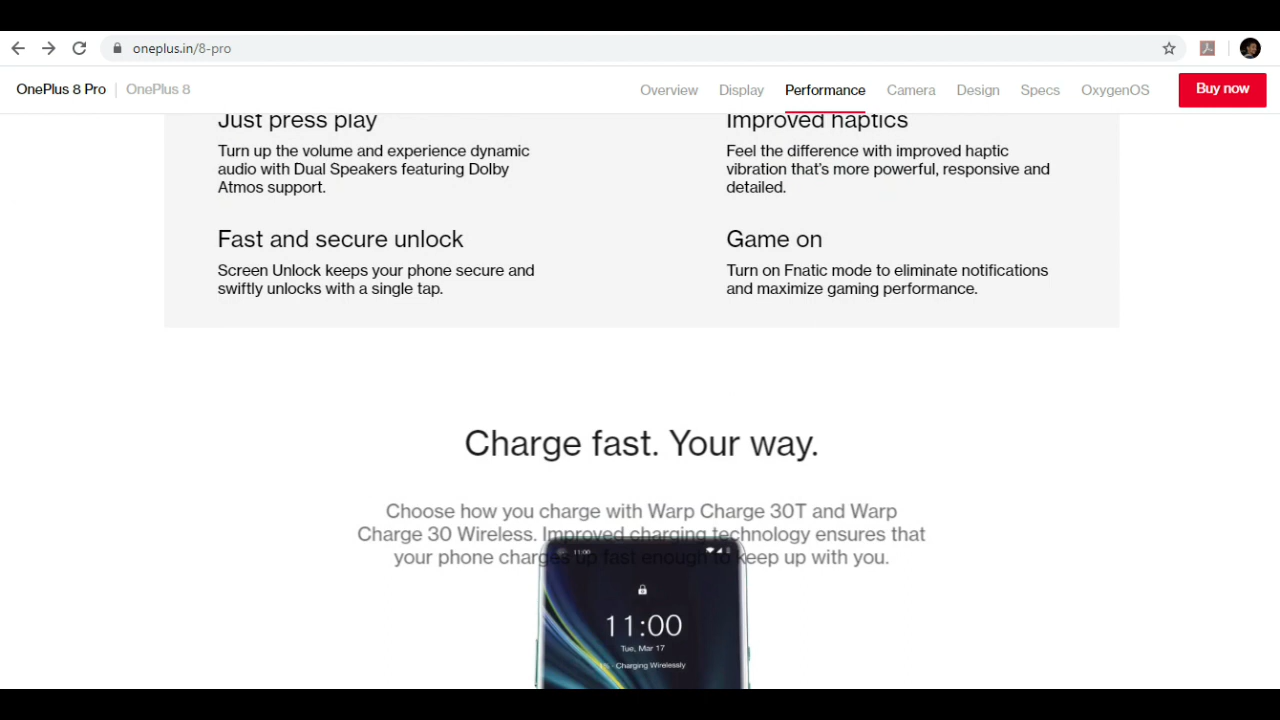 oneplus.in/8-pro
OnePlus 8 Pro | OnePlus 8
Overview Display Performance Camera Design Specs OxygenOS Buy now
Just press play
Turn up the volume and experience dynamic
audio with Dual Speakers featuring Dolby
Atmos support.
Improved haptics
Feel the difference with improved haptic
vibration that's more powerful, responsive and
detailed.
Fast and secure unlock
Screen Unlock keeps your phone secure and
swiftly unlocks with a single tap.
Game on
Turn on Fnatic mode to eliminate notifications
and maximize gaming performance.
Charge fast. Your way.
Choose how you charge with Warp Charge 30T and Warp
Charge 30 Wireless. Improved charging technology ensures that
your phone charges up fast enough to keep up with you.
11:00
11:00
Tue, Mar 17
- Charging Wirelessly